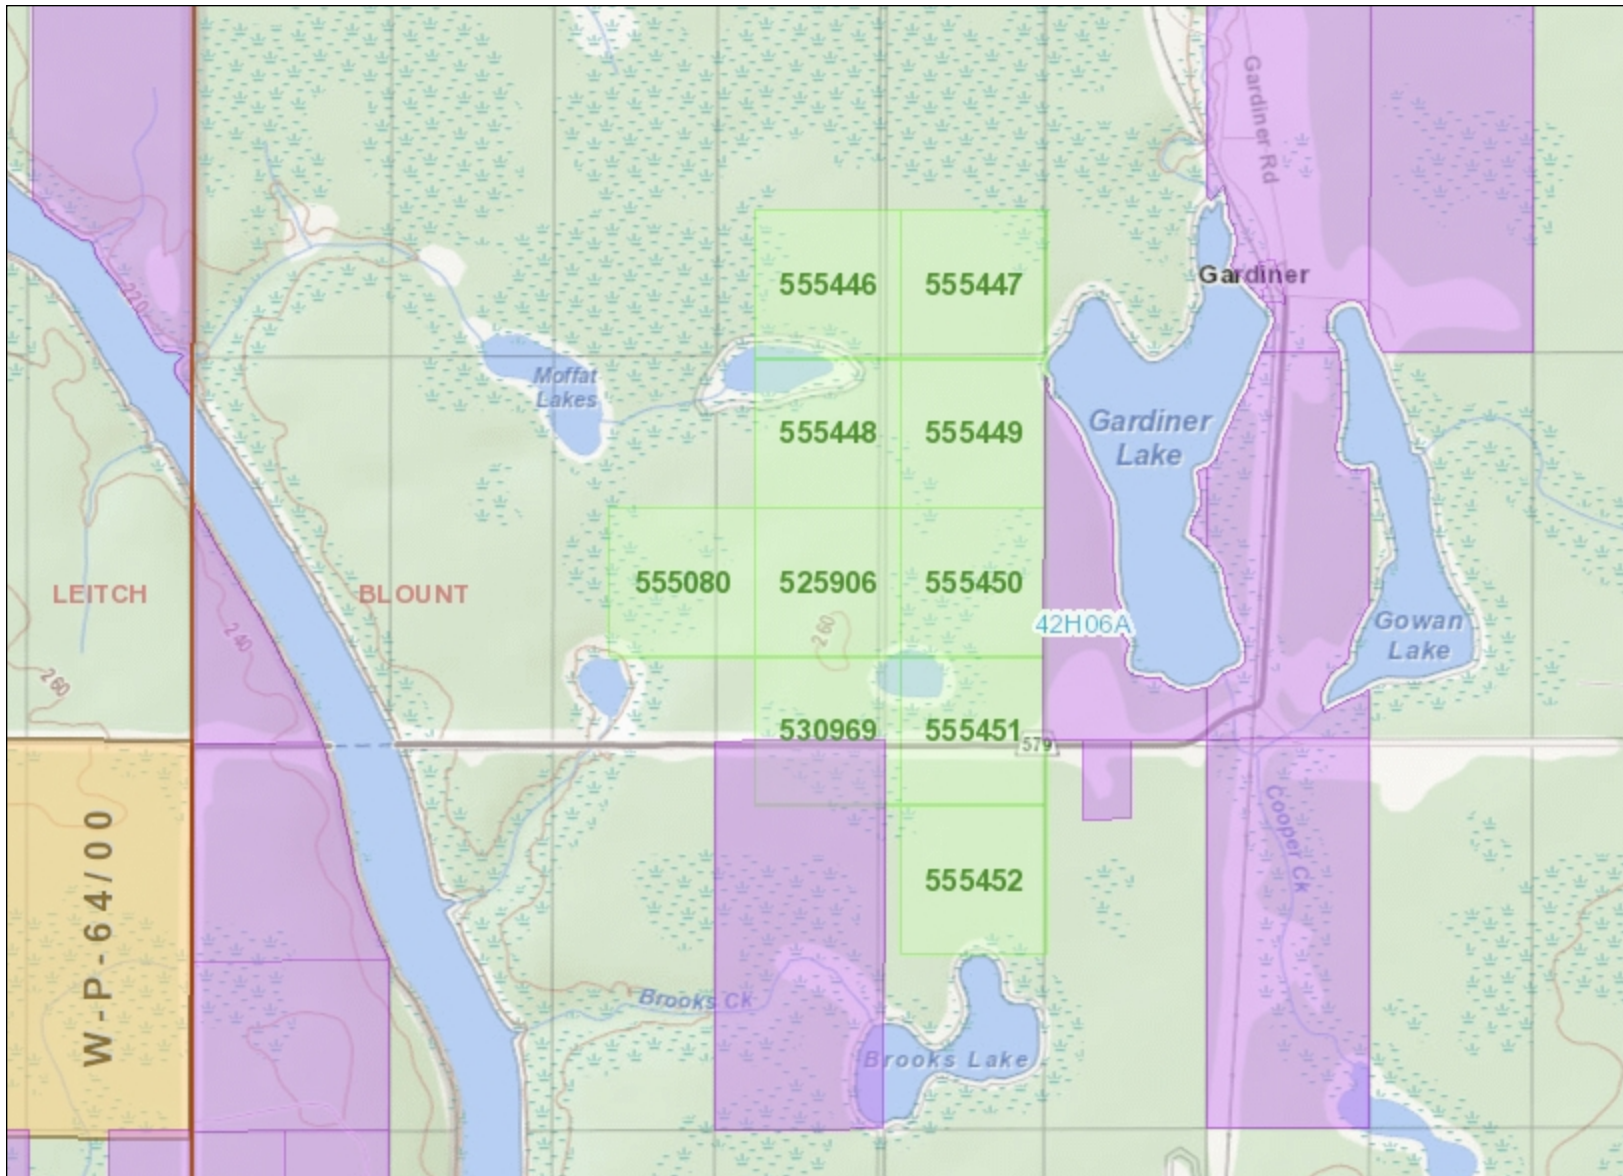 Gardiner Rd
Gardiner
555446
555447
220
Moffat
Lakes
555448
555449
Gardiner
Lake
LEITCH
BLOUNT
555080
525906
555450
42H06A
Gowan
Lake
240
260
260
530969
555451
579
W-P-64/00
Cooper Ck
555452
Brooks Ck
Brooks Lake